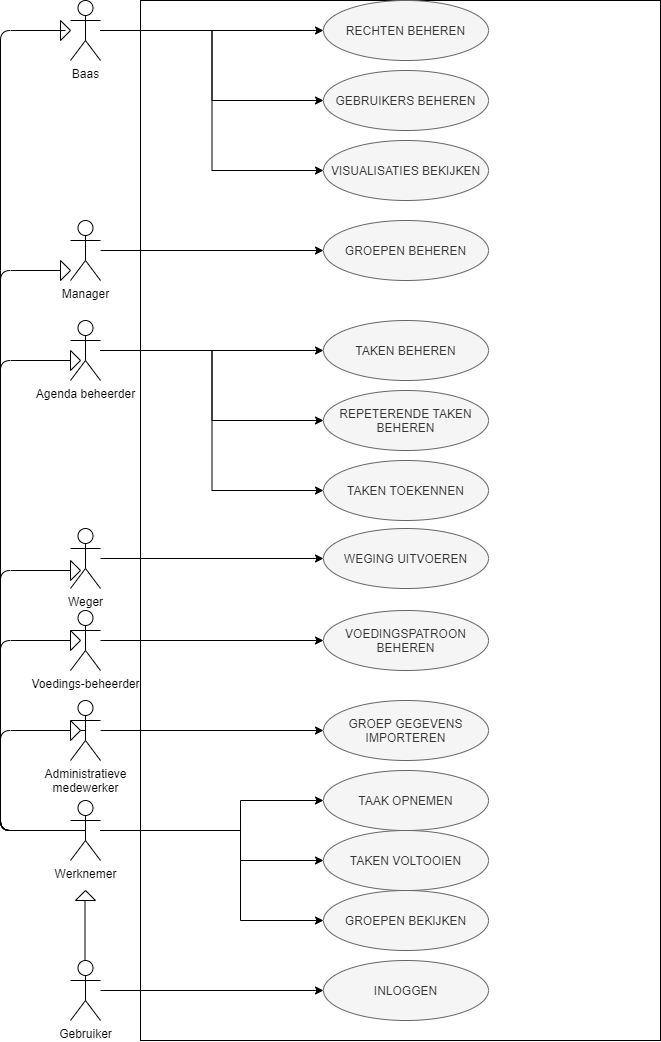 RECHTEN BEHEREN
Baas
GEBRUIKERS BEHEREN
VISUALISATIES BEKIJKEN
GROEPEN BEHEREN
Manager
TAKEN BEHEREN
Agenda beheerder
REPETERENDE TAKEN
BEHEREN
TAKEN TOEKENNEN
WEGING UITVOEREN
Weger
VOEDINGSPATROON
BEHEREN
Voedings-beheerder
GROEP GEGEVENS
IMPORTEREN
Administratieve
medewerker
TAAK OPNEMEN
TAKEN VOLTOOIEN
Werknemer
GROEPEN BEKIJKEN
INLOGGEN
Gebruiker